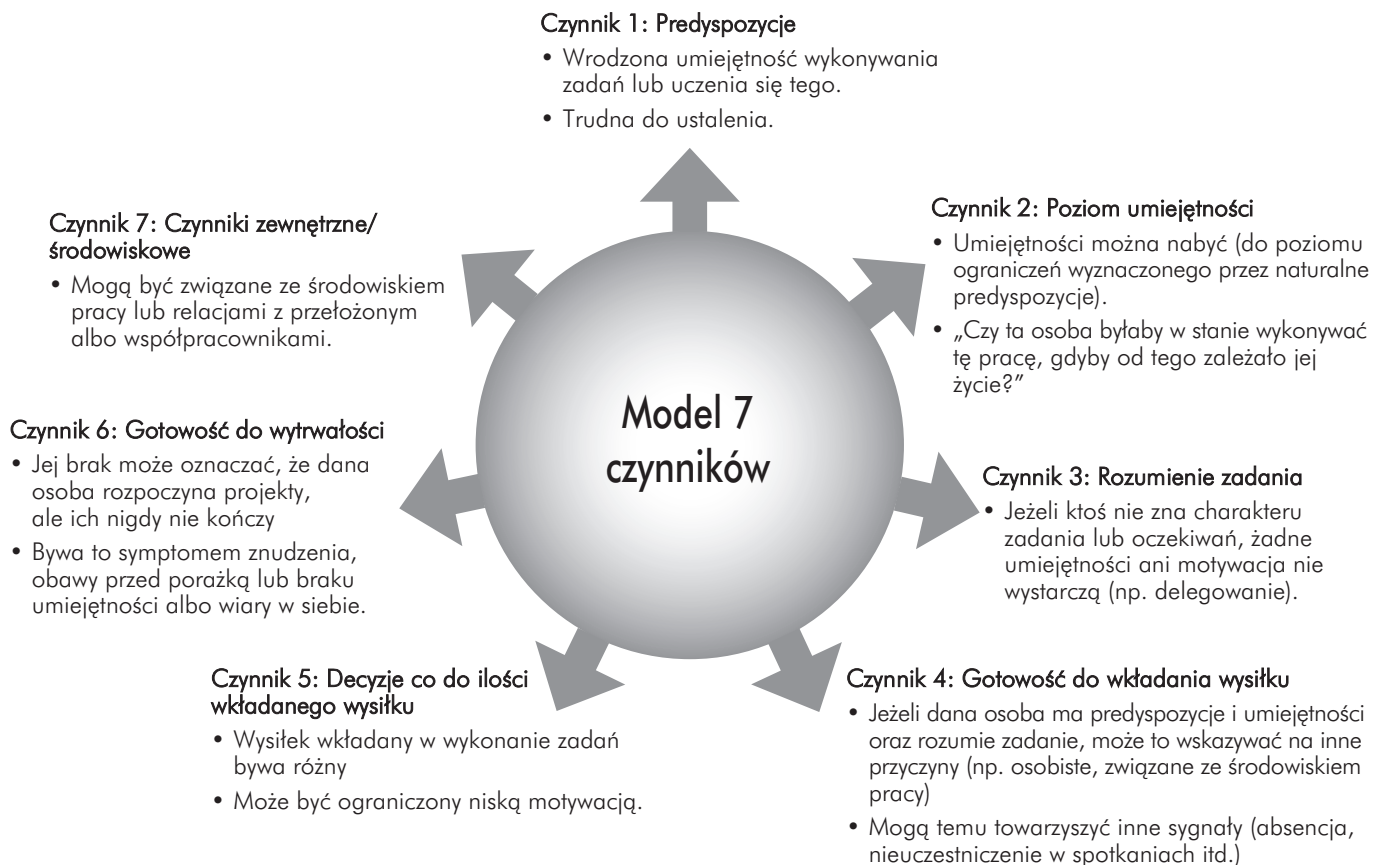 Czynnik 1: Predyspozycje
• Wrodzona umiejętność wykonywania
zadań lub uczenia się tego.
• Trudna do ustalenia.
Czynnik 2: Poziom umiejętności
• Umiejętności można nabyć (do poziomu
ograniczeń wyznaczonego przez naturalne
predyspozycje).
• „Czy ta osoba byłaby w stanie wykonywać
tę pracę, gdyby od tego zależało jej
życie?”
Czynnik 3: Rozumienie zadania
• Jeżeli ktoś nie zna charakteru
zadania lub oczekiwań, żadne
umiejętności ani motywacja nie
wystarczą (np. delegowanie).
Czynnik 4: Gotowość do wkładania wysiłku
• Jeżeli dana osoba ma predyspozycje i umiejętności
oraz rozumie zadanie, może to wskazywać na inne
przyczyny (np. osobiste, związane ze środowiskiem
pracy)
• Mogą temu towarzyszyć inne sygnały (absencja,
nieuczestniczenie w spotkaniach itd.)
Czynnik 5: Decyzje co do ilości
wkładanego wysiłku
• Wysiłek wkładany w wykonanie zadań
bywa różny
• Może być ograniczony niską motywacją.
Czynnik 6: Gotowość do wytrwałości
• Jej brak może oznaczać, że dana
osoba rozpoczyna projekty,
ale ich nigdy nie kończy
• Bywa to symptomem znudzenia,
obawy przed porażką lub braku
umiejętności albo wiary w siebie.
Czynnik 7: Czynniki zewnętrzne/
środowiskowe
• Mogą być związane ze środowiskiem
pracy lub relacjami z przełożonym
albo współpracownikami.
Model 7
czynników